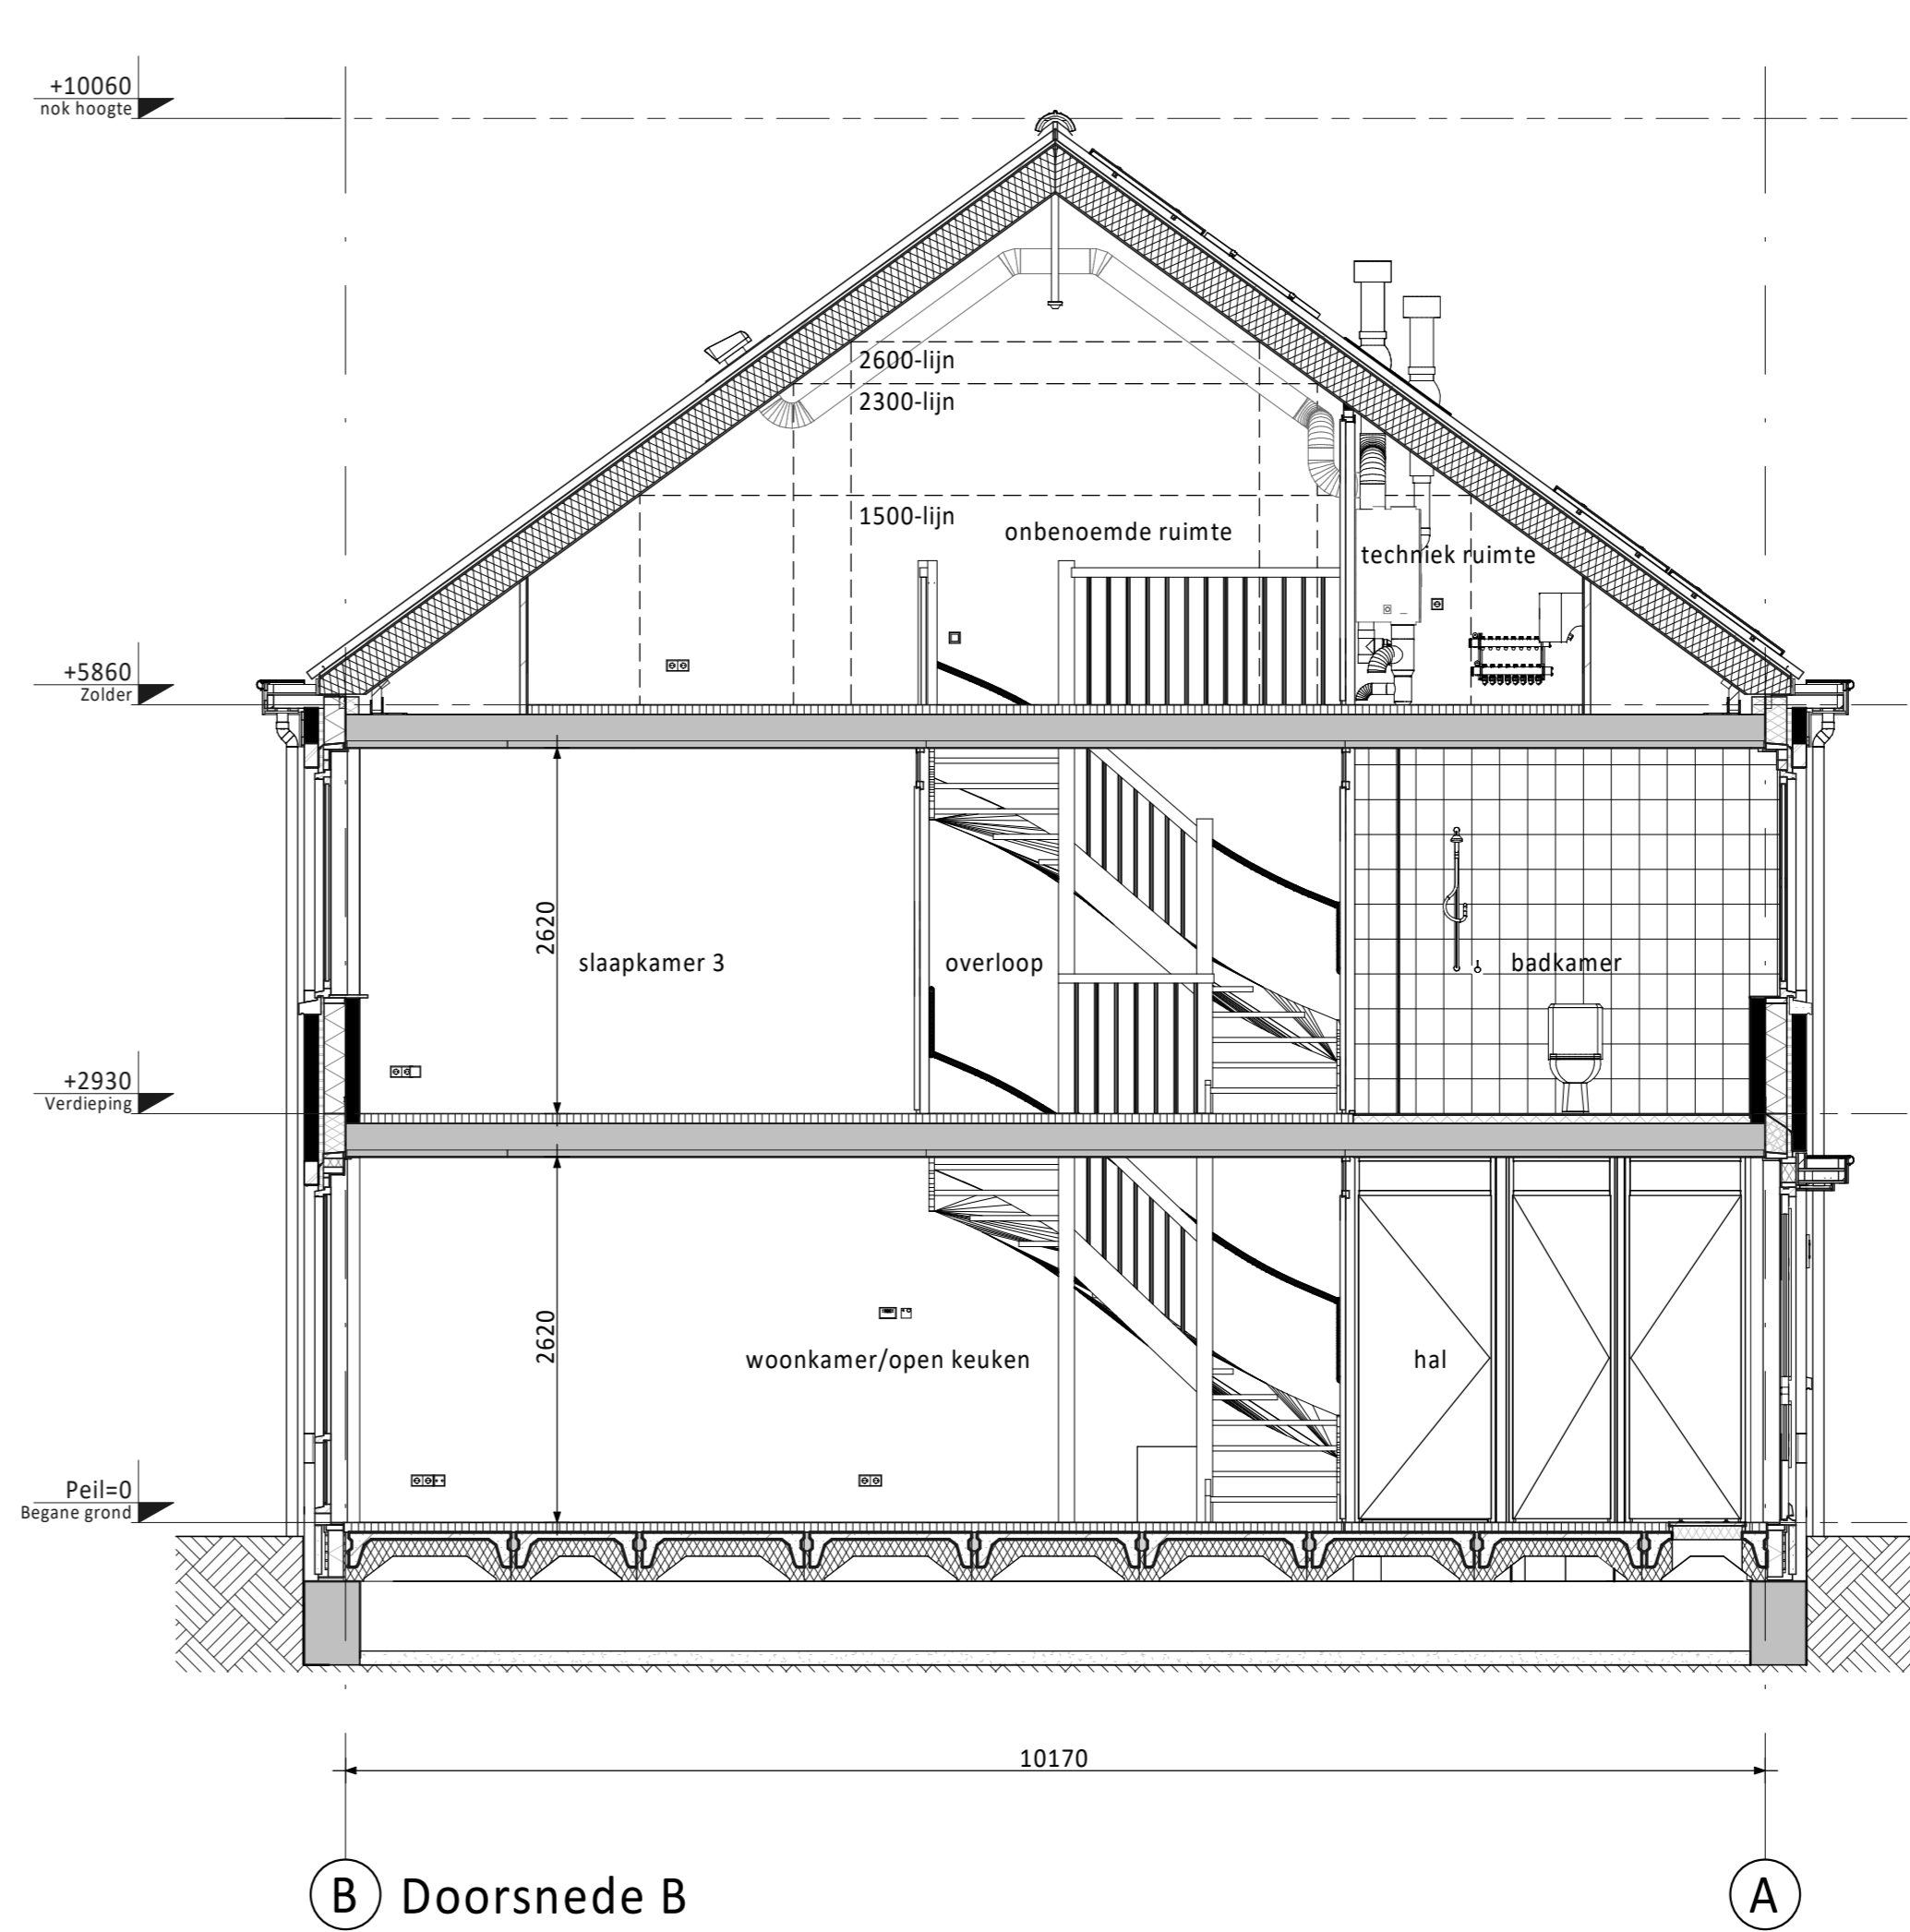 +10060
nok hoogte
2600-lijn
2300-lijn
1500-lijn
onbenoemde ruimte
techniek ruimte
+5860
Zolder
2620
slaapkamer 3
overloop
badkamer
+2930
Verdieping
2620
woonkamer/open keuken
hal
Peil=0
Begane grond
10170
B
Doorsnede B
A